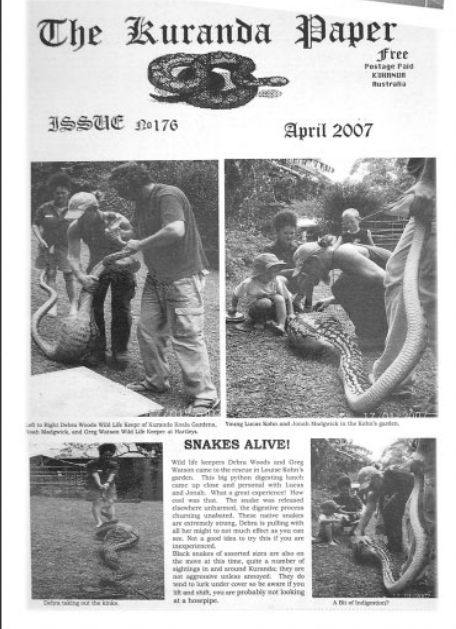 The Kuranda Paper
Free
Postage Paid
KURANDA
Australia
ISSUE No176
April 2007
Left to Right Debra Woods Wild Life Keepr of Kuranda Koala Gardens,
Jonah Madgwick, and Greg Watson Wild Life Keeper at Hartleys.
Young Lucas Kohn and Jonah Madgwick in the Kohn's garden.
SNAKES ALIVE!
Wild life keepers Debra Woods and Greg
Watson came to the rescue in Louise Kohn's
garden. This big python digesting lunch
came up close and personal with Lucas
and Jonah. What a great experience! How
cool was that. The snake was released
elsewhere unharmed, the digestive process
churning unabated. These native snakes
are extremely strong, Debra is pulling with
all her might to not much effect as you can
see. Not a good idea to try this if you are
inexperienced.
Black snakes of assorted sizes are also on
the move at this time, quite a number of
sightings in and around Kuranda; they are
not aggressive unless annoyed. They do
tend to lurk under cover so be aware if you
lift and shift, you are probably not looking
at a hosepipe.
Debra taking out the kinks.
A Bit of Indigestion?